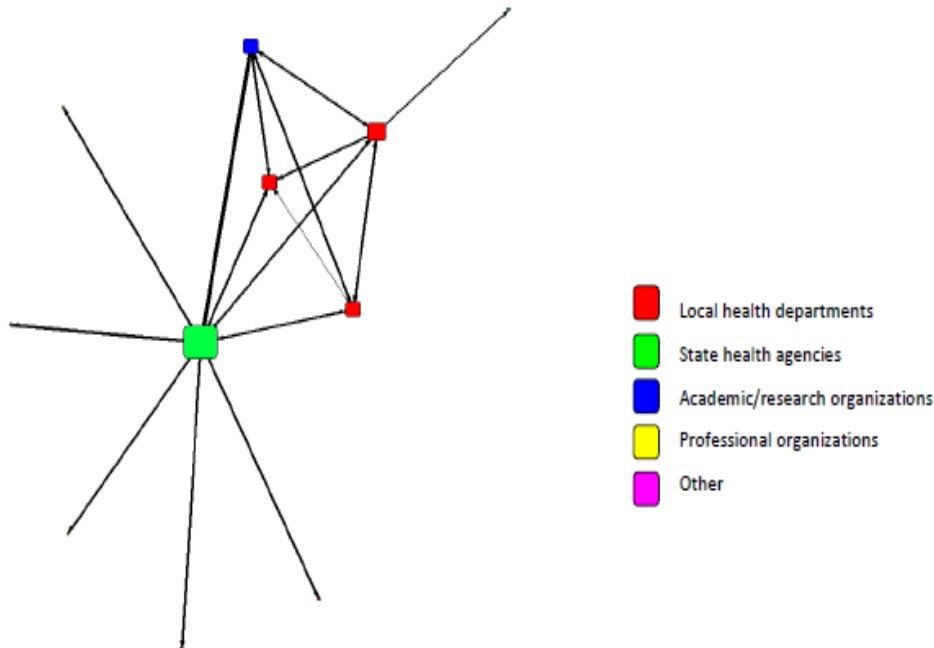 Local health departments
State health agencies
Academic/research organizations
Professional organizations
Other